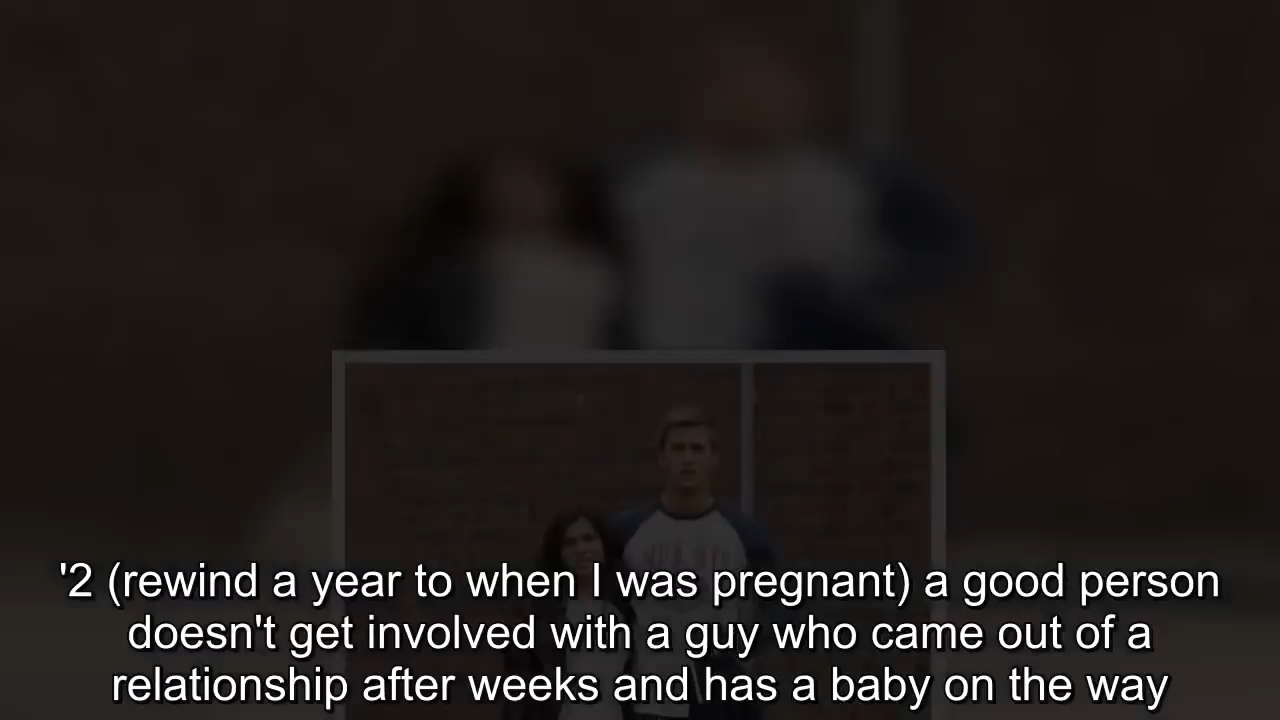 '2 (rewind a year to when I was pregnant) a good person
doesn't get involved with a guy who came out of a
relationship after weeks and has a baby on the way